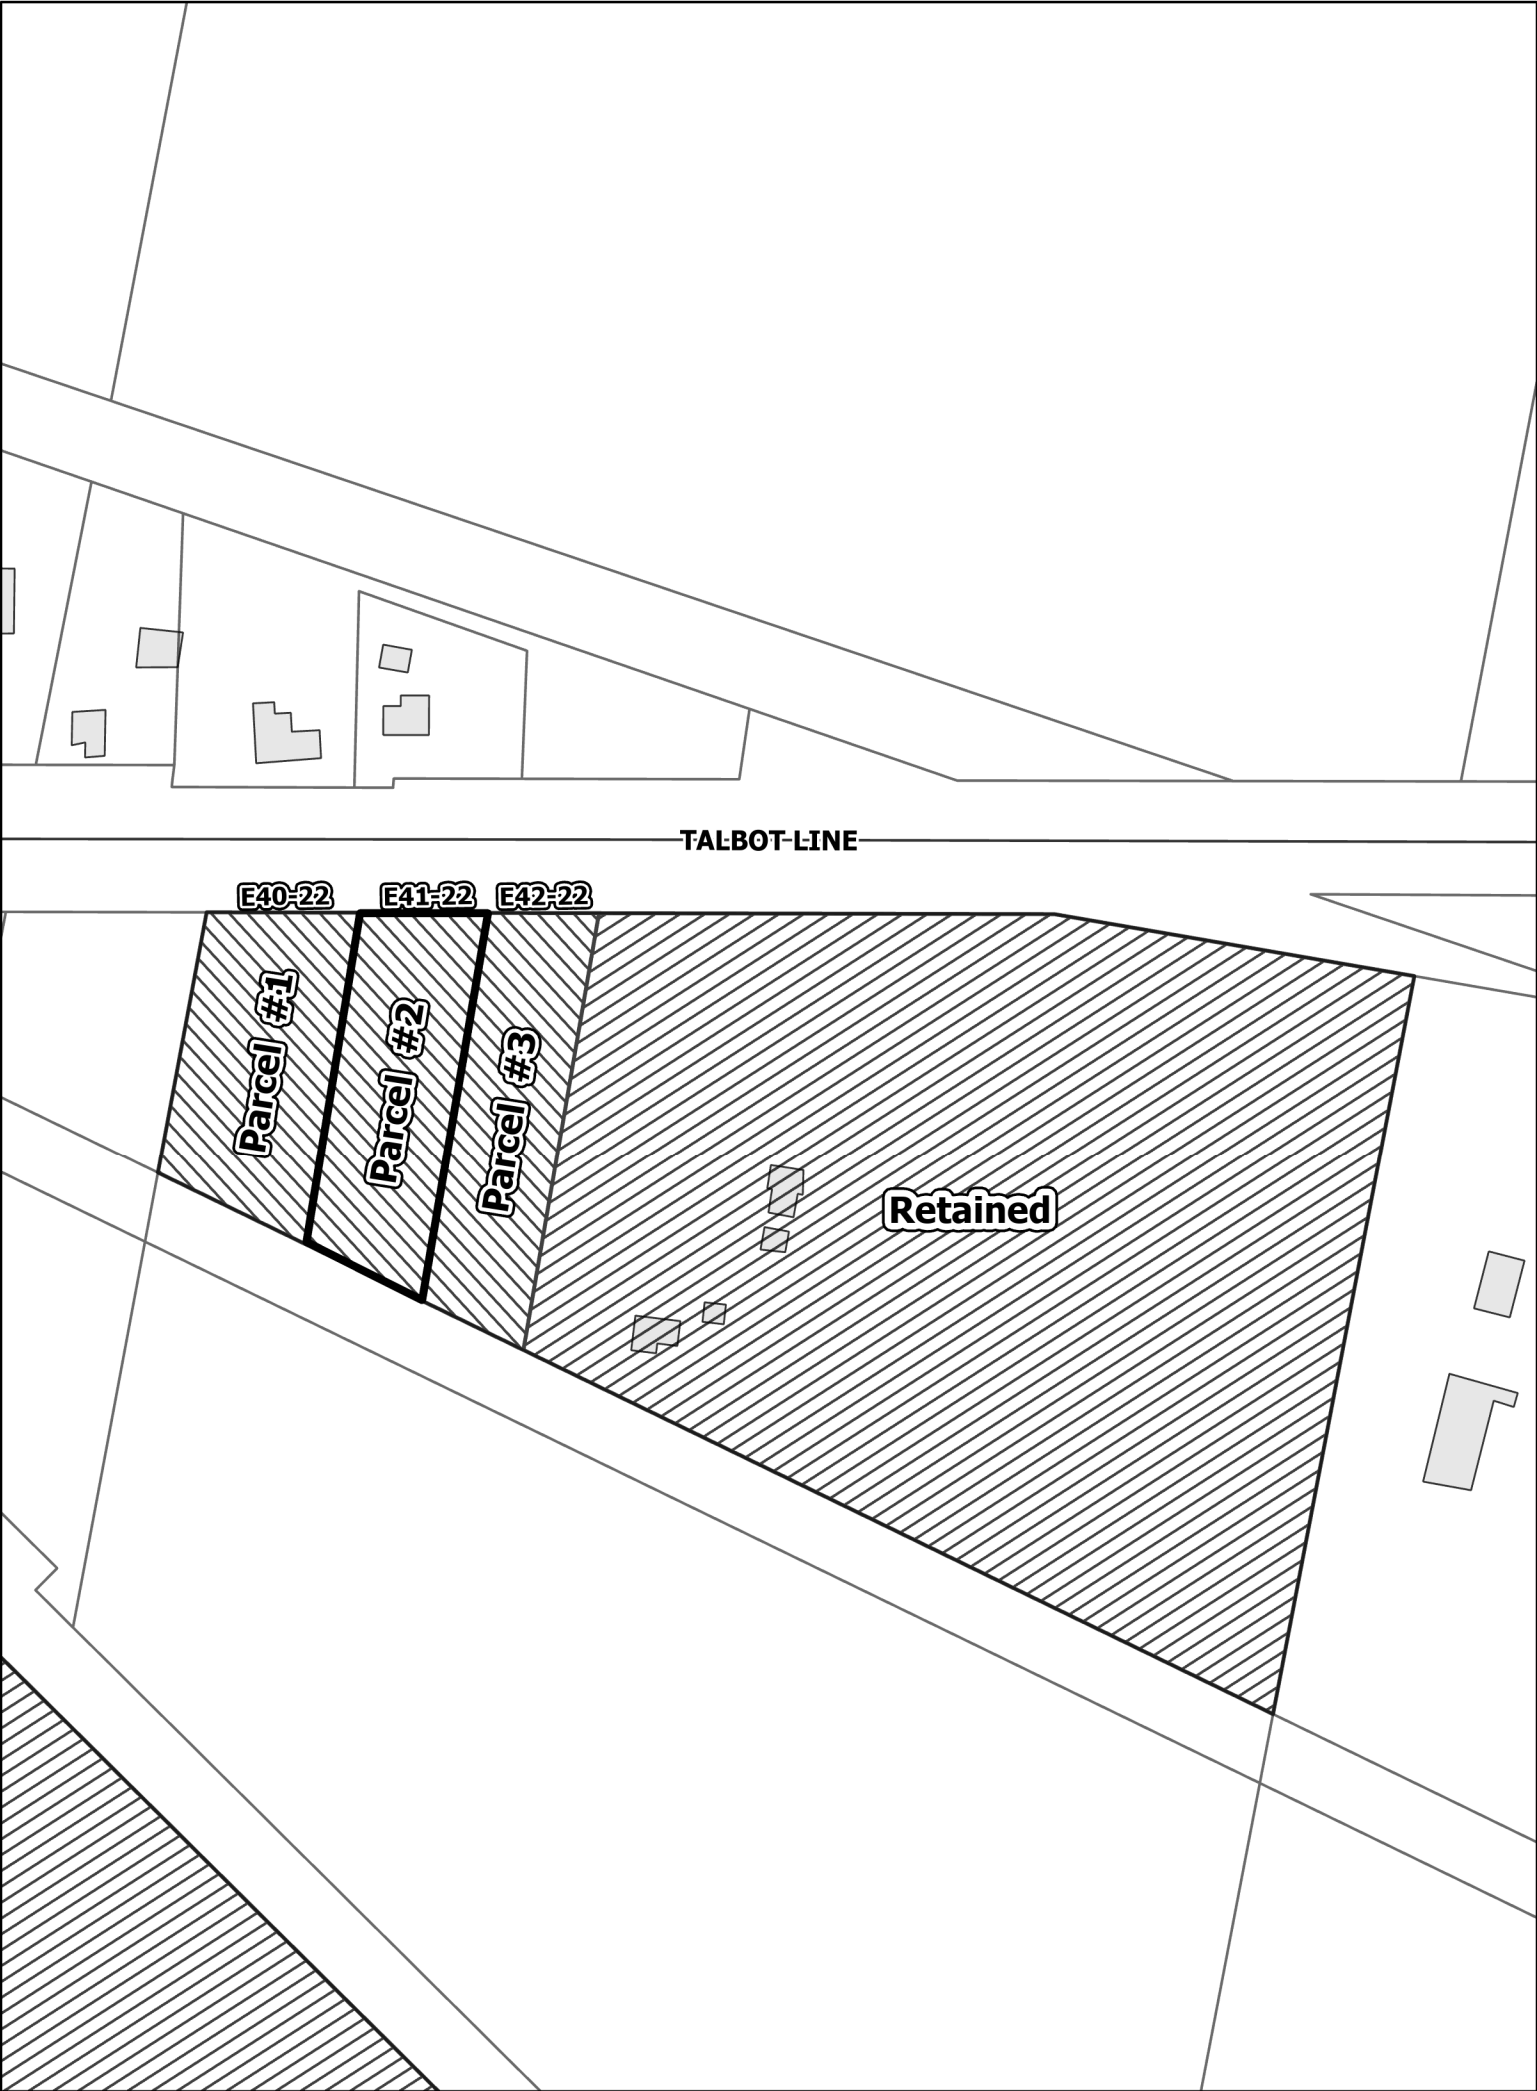 TALBOT LINE
E40-22
E41-22
E42-22
Parcel #1
Parcel #2
Parcel #3
Retained